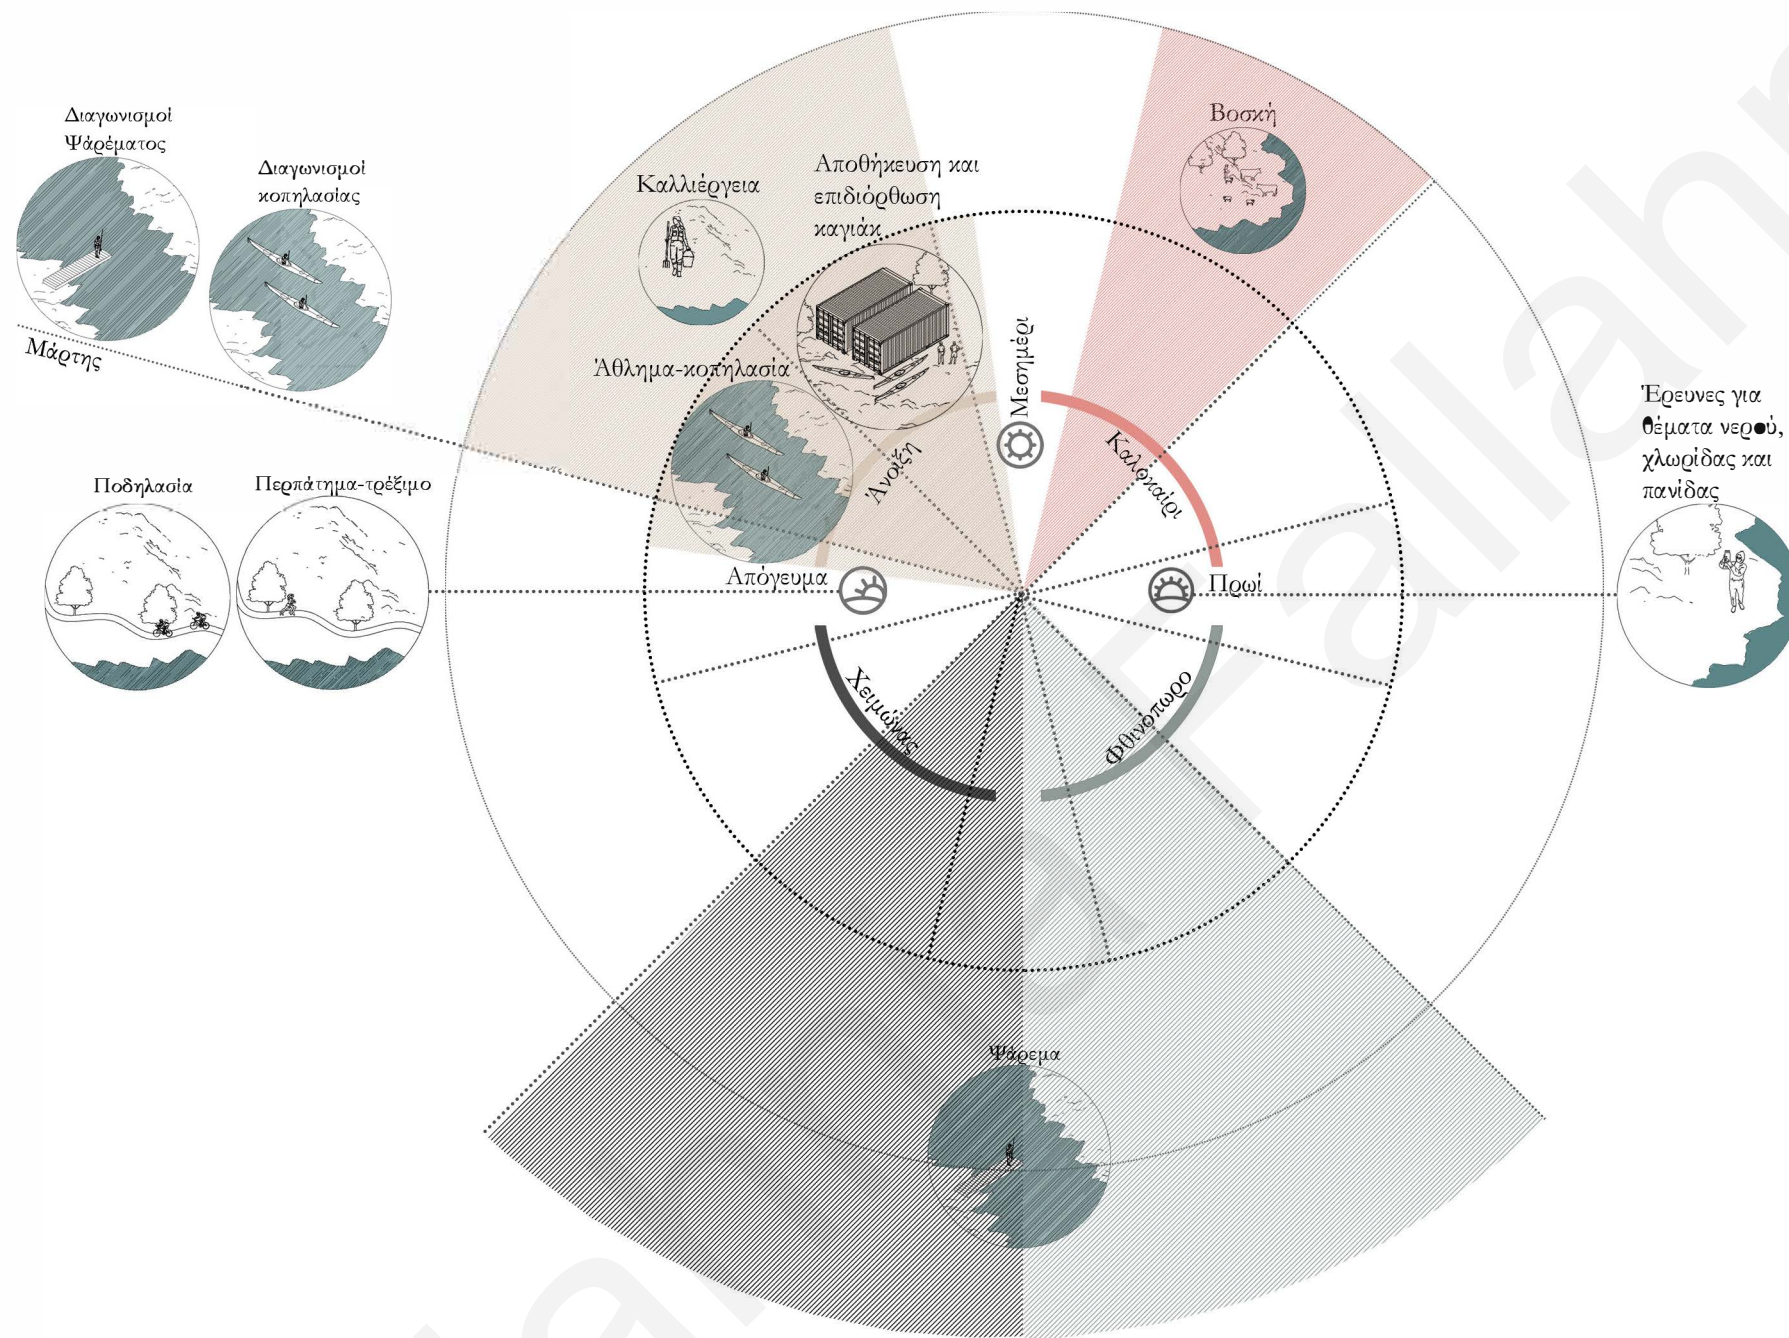 Διαγωνισμοί
Ψάρέματος
Διαγωνισμοί
κοπηλασίας
Μάρτης
Καλλιέργεια
Αποθήκευση και
επιδιόρθωση
καγιάκ
Βοσκή
Άθλημα-κοπηλασία
Μεσημέρι
Άνοιξη
Καλοκαίρι
Έρευνες για
θέματα νερού,
χλωρίδας και
πανίδας
Ποδηλασία
Περπάτημα-τρέξιμο
Απόγευμα
Πρωί
Χειμώνας
Φθινόπωρο
Ψάρεμα